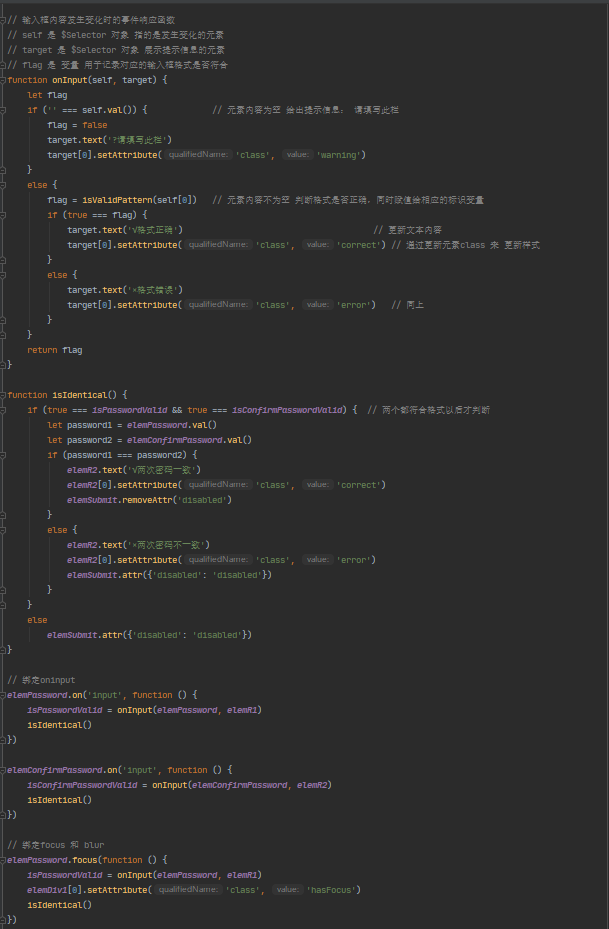 // 输入框内容发生变化时的事件响应函数
// self 是 $Selector 对象 指的是发生变化的元素
// target 是 $Selector 对象 展示提示信息的元素
// flag 是 变量 用于记录对应的输入框格式是否符合
function onInput(self, target) {
    let flag
    if ('' === self.val()) {             // 元素内容为空 给出提示信息： 请填写此栏
        flag = false
        target.text('?请填写此栏')
        target[0].setAttribute( qualifiedName: 'class', value: 'warning')
    }
    else {
        flag = isValidPattern(self[0])   // 元素内容不为空 判断格式是否正确，同时赋值给相应的标识变量
        if (true === flag) {
            target.text('√格式正确')                                      // 更新文本内容
            target[0].setAttribute( qualifiedName: 'class', value: 'correct') // 通过更新元素class 来 更新样式
        }
        else {
            target.text('×格式错误')
            target[0].setAttribute( qualifiedName: 'class', value: 'error')   // 同上
        }
    }
    return flag
}
function isIdentical() {
    if (true === isPasswordValid && true === isConfirmPasswordValid) {  // 两个都符合格式以后才判断
        let password1 = elemPassword.val()
        let password2 = elemConfirmPassword.val()
        if (password1 === password2) {
            elemR2.text('√两次密码一致')
            elemR2[0].setAttribute( qualifiedName: 'class', value: 'correct')
            elemSubmit.removeAttr('disabled')
        }
        else {
            elemR2.text('×两次密码不一致')
            elemR2[0].setAttribute( qualifiedName: 'class', value: 'error')
            elemSubmit.attr({'disabled': 'disabled'})
        }
    }
    else
        elemSubmit.attr({'disabled': 'disabled'})
}
// 绑定oninput
elemPassword.on('input', function () {
    isPasswordValid = onInput(elemPassword, elemR1)
    isIdentical()
})
elemConfirmPassword.on('input', function () {
    isConfirmPasswordValid = onInput(elemConfirmPassword, elemR2)
    isIdentical()
})
// 绑定focus 和 blur
elemPassword.focus(function () {
    isPasswordValid = onInput(elemPassword, elemR1)
    elemDiv1[0].setAttribute( qualifiedName: 'class', value: 'hasFocus')
    isIdentical()
})